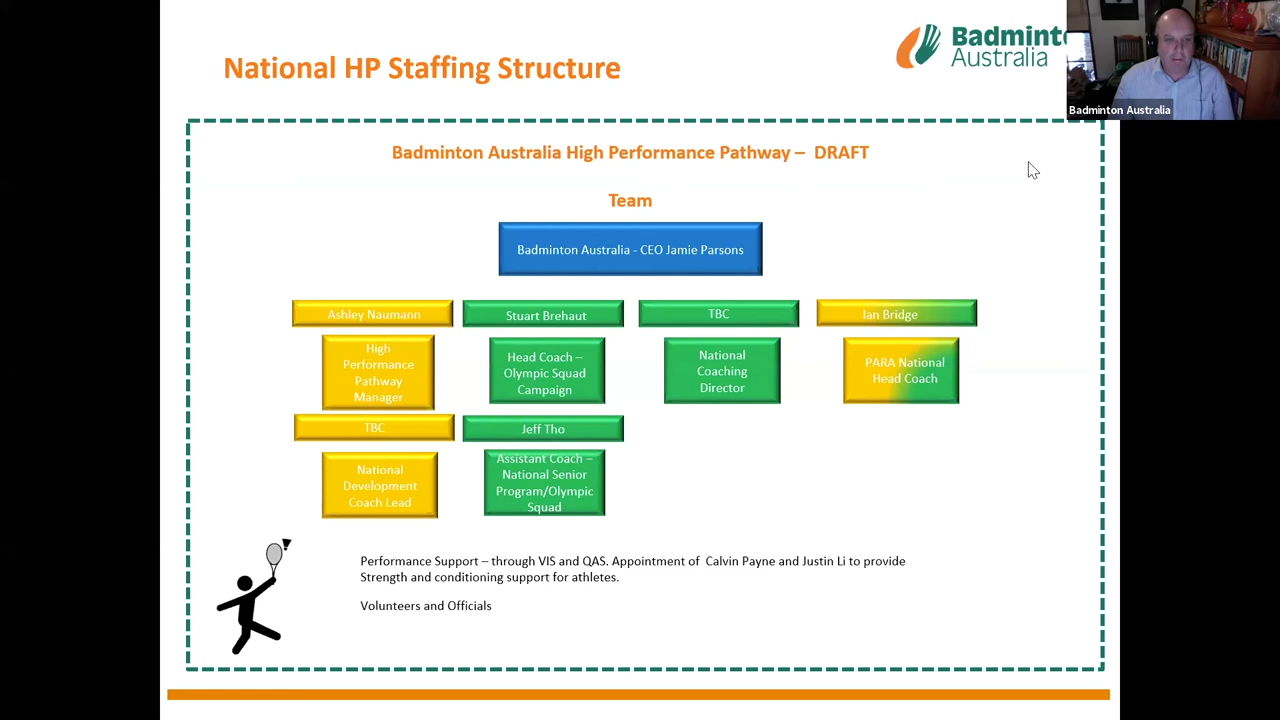 National HP Staffing Structure
Badminto
Australia
Badminton Australia
Badminton Australia High Performance Pathway – DRAFT
Team
Badminton Australia - CEO Jamie Parsons
Ashley Naumann
Stuart Brehaut
TBC
Ian Bridge
High
Performance
Pathway
Manager
Head Coach –
Olympic Squad
Campaign
National
Coaching
Director
PARA National
Head Coach
TBC
Jeff Tho
National
Development
Coach Lead
Assistant Coach –
National Senior
Program/Olympic
Squad
Performance Support – through VIS and QAS. Appointment of Calvin Payne and Justin Li to provide
Strength and conditioning support for athletes.
Volunteers and Officials